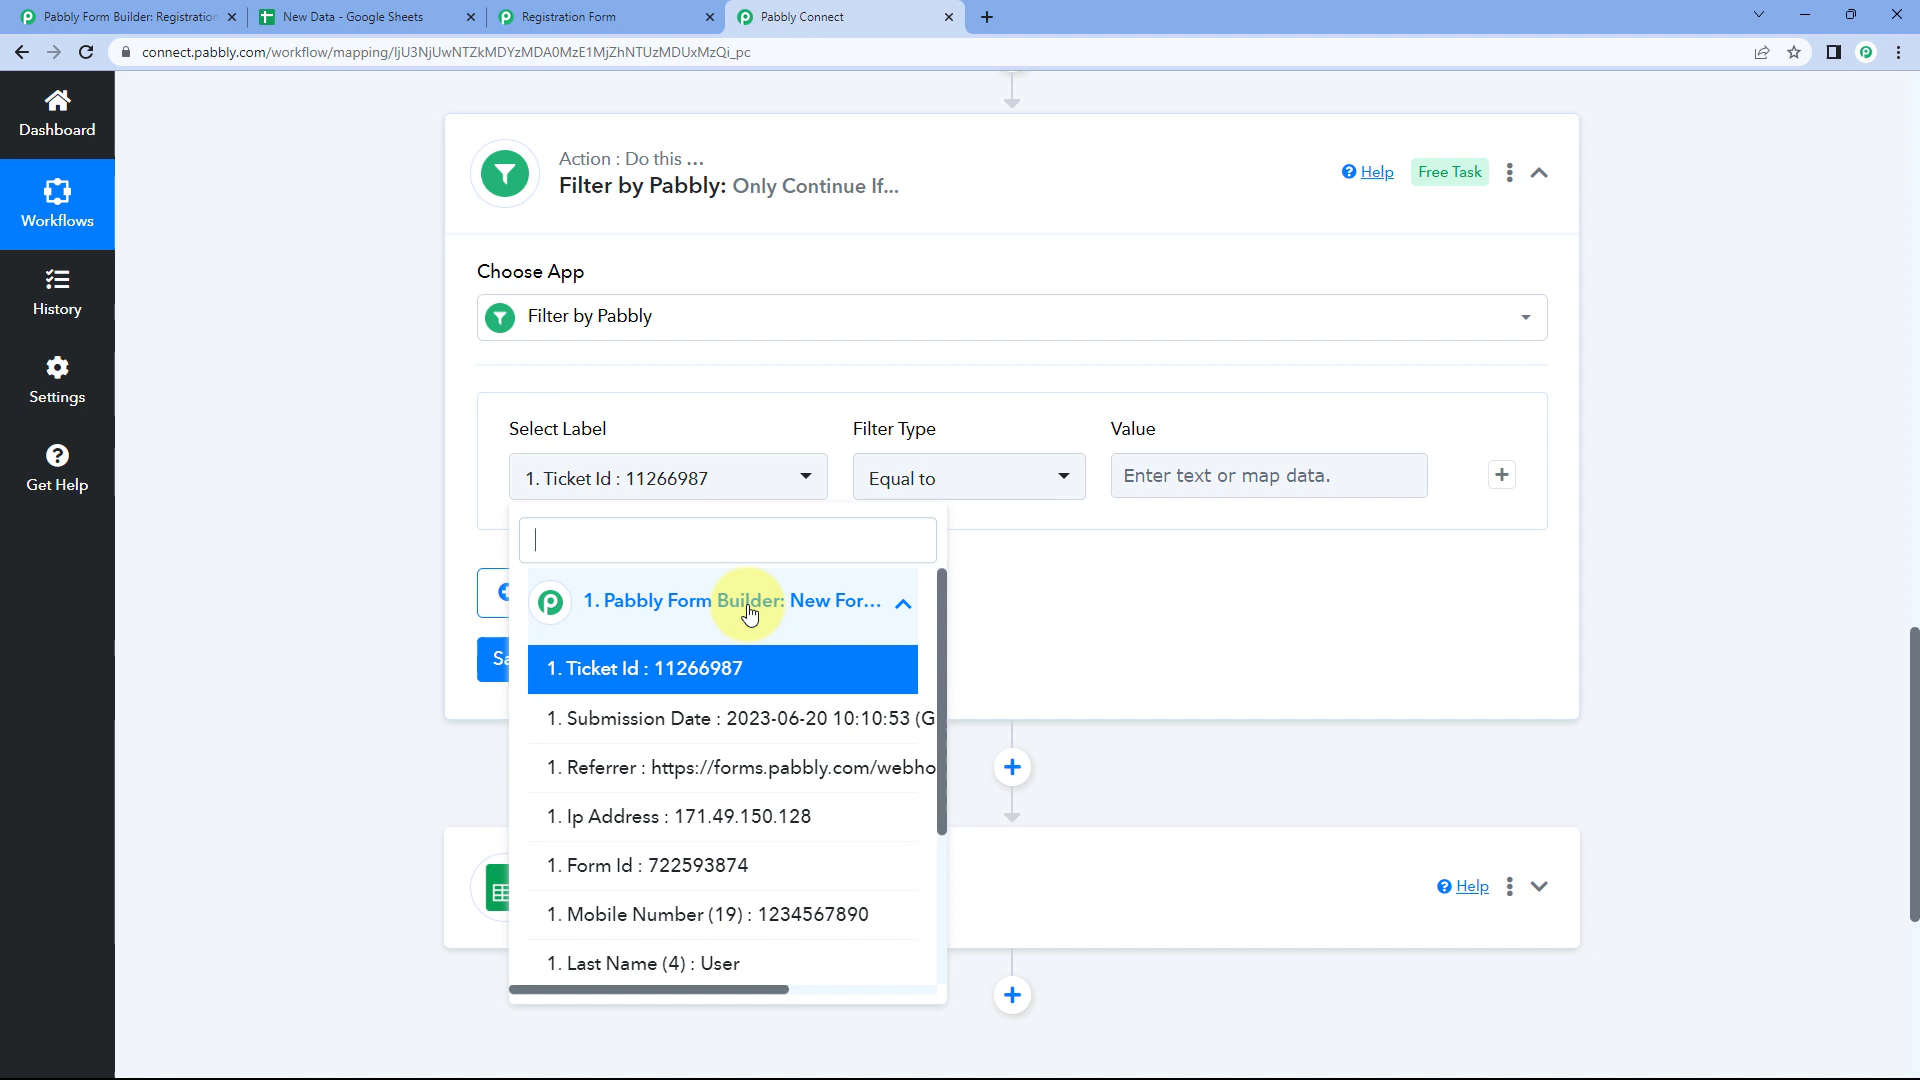 Pabbly Form Builder: Registration
New Data - Google Sheets
Registration Form
Pabbly Connect
connect.pabbly.com/workflow/mapping/IjU3NjUwNTZkMDYzMDA0MzE1MjZhNTUzMDUxMzQi_pc
Dashboard
Workflows
History
Settings
Get Help
Action : Do this ...
Filter by Pabbly: Only Continue If...
Help
Free Task
Choose App
Filter by Pabbly
Select Label
Filter Type
Value
1. Ticket Id : 11266987
Equal to
Enter text or map data.
1. Pabbly Form Builder: New For...
1. Ticket Id : 11266987
Sa
1. Submission Date : 2023-06-20 10:10:53 (G
1. Referrer : https://forms.pabbly.com/webho
1. Ip Address : 171.49.150.128
1. Form Id : 722593874
1. Mobile Number (19) : 1234567890
1. Last Name (4) : User
Help